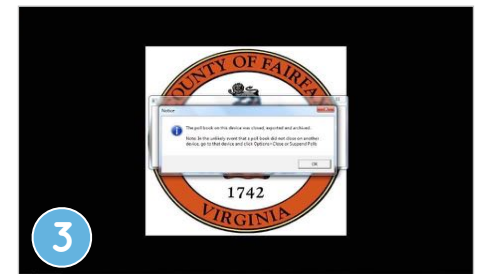 COUNTY OF FAIRFAX
Notice
The poll book on this device was closed, exported and archived.
Note: In the unlikely event that a poll book did not close on another
device, go to that device and click Options > Close or Suspend Polls.
OK
1742
VIRGINIA
3